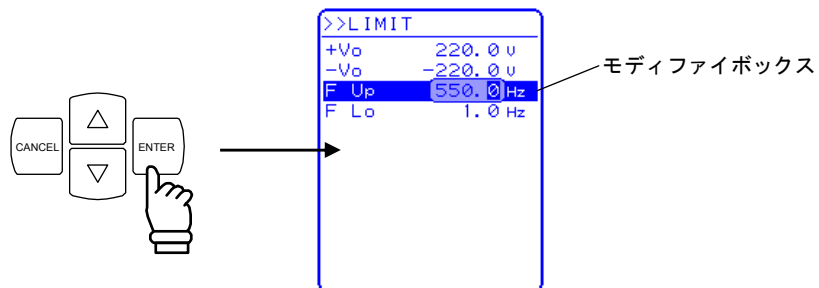 CANCEL
ENTER
>>LIMIT
+Vo 220.0 V
-Vo -220.0 V
F Up 550.0 Hz
F Lo 1.0 Hz
モディファイボックス